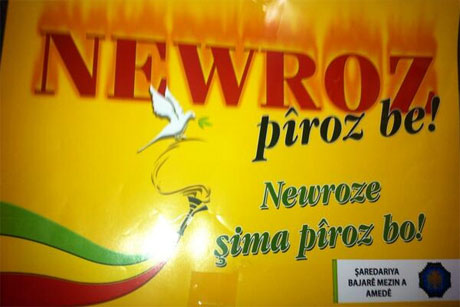 NEWROZ
pîroz be!
Newroze
şima pîroz bo!
ŞAREDARIYA
BAJARÊ MEZIN A
AMEDÊ